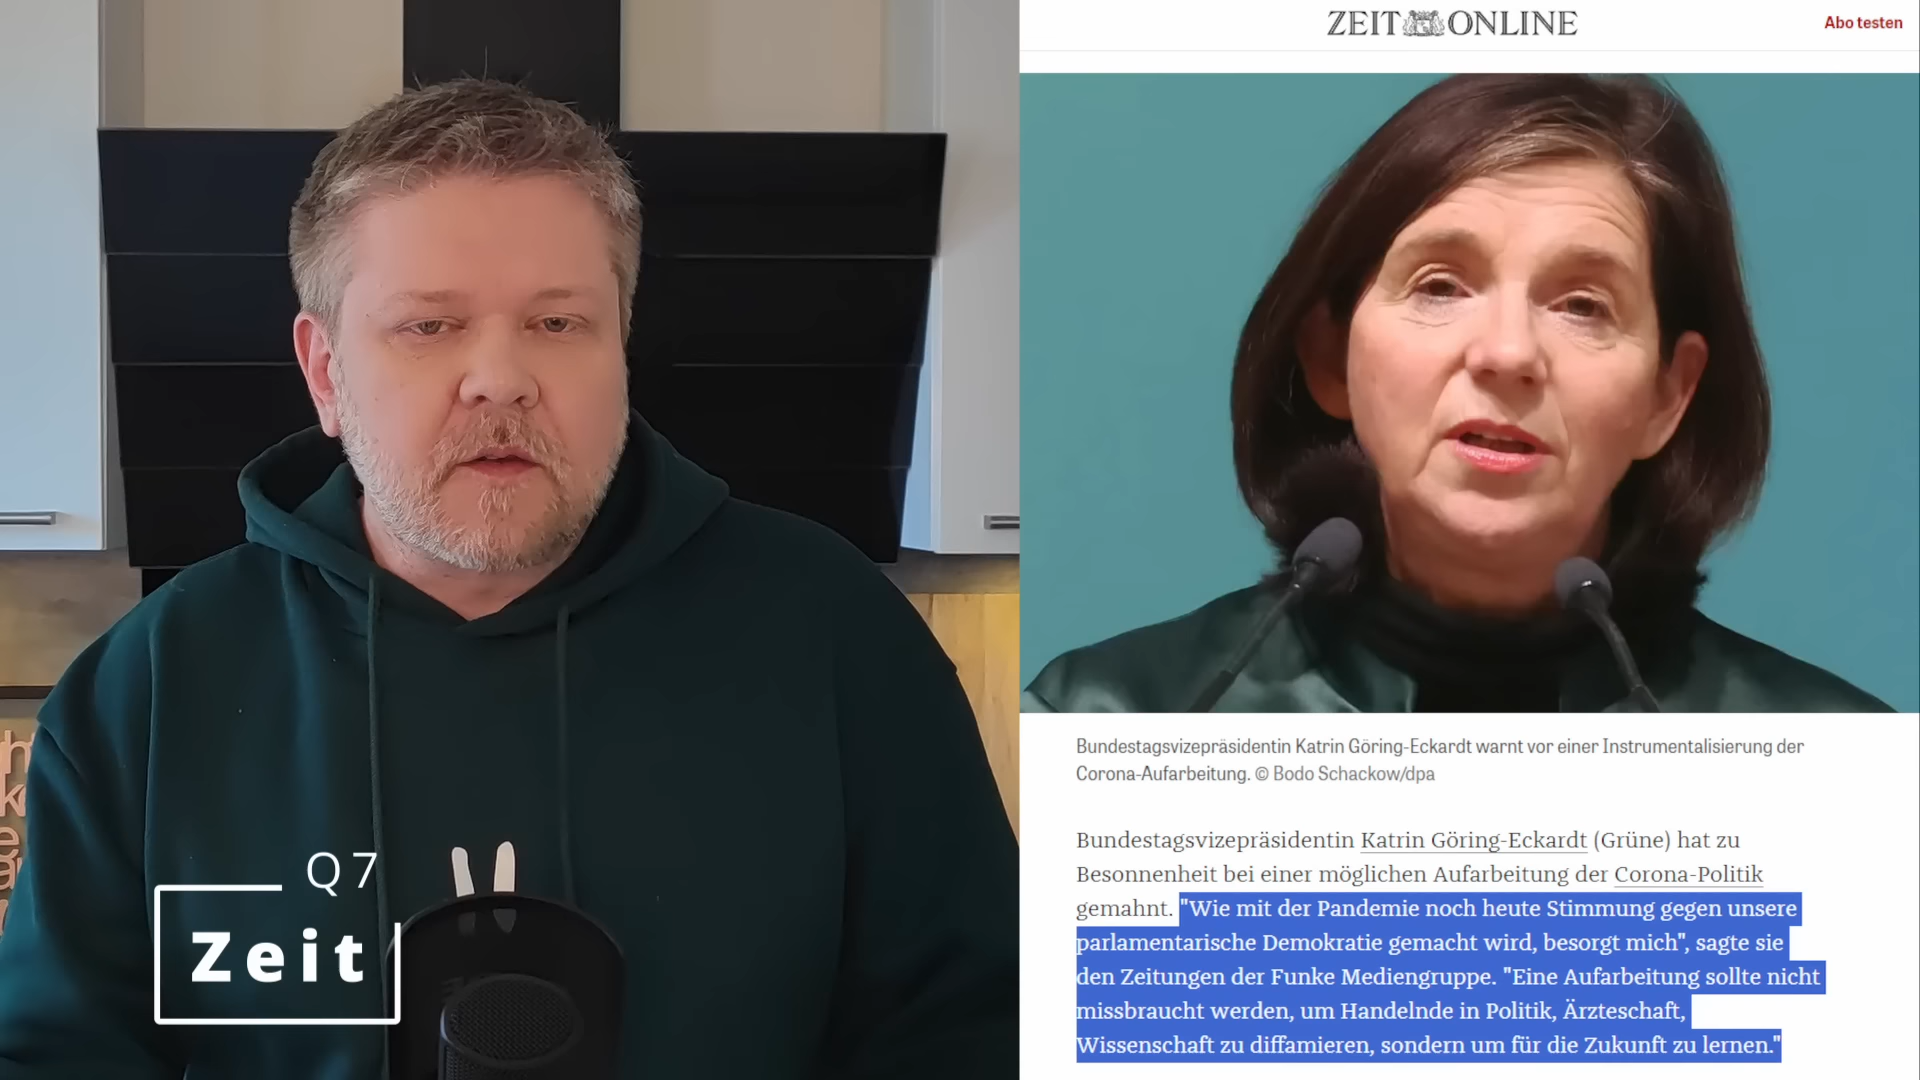 ZEIT ONLINE
Abo testen
Bundestagsvizepräsidentin Katrin Göring-Eckardt warnt vor einer Instrumentalisierung der
Corona-Aufarbeitung. © Bodo Schackow/dpa
Bundestagsvizepräsidentin Katrin Göring-Eckardt (Grüne) hat zu
Besonnenheit bei einer möglichen Aufarbeitung der Corona-Politik
gemahnt. "Wie mit der Pandemie noch heute Stimmung gegen unsere
parlamentarische Demokratie gemacht wird, besorgt mich", sagte sie
den Zeitungen der Funke Mediengruppe. "Eine Aufarbeitung sollte nicht
missbraucht werden, um Handelnde in Politik, Ärzteschaft,
Wissenschaft zu diffamieren, sondern um für die Zukunft zu lernen."
Q7
Zeit